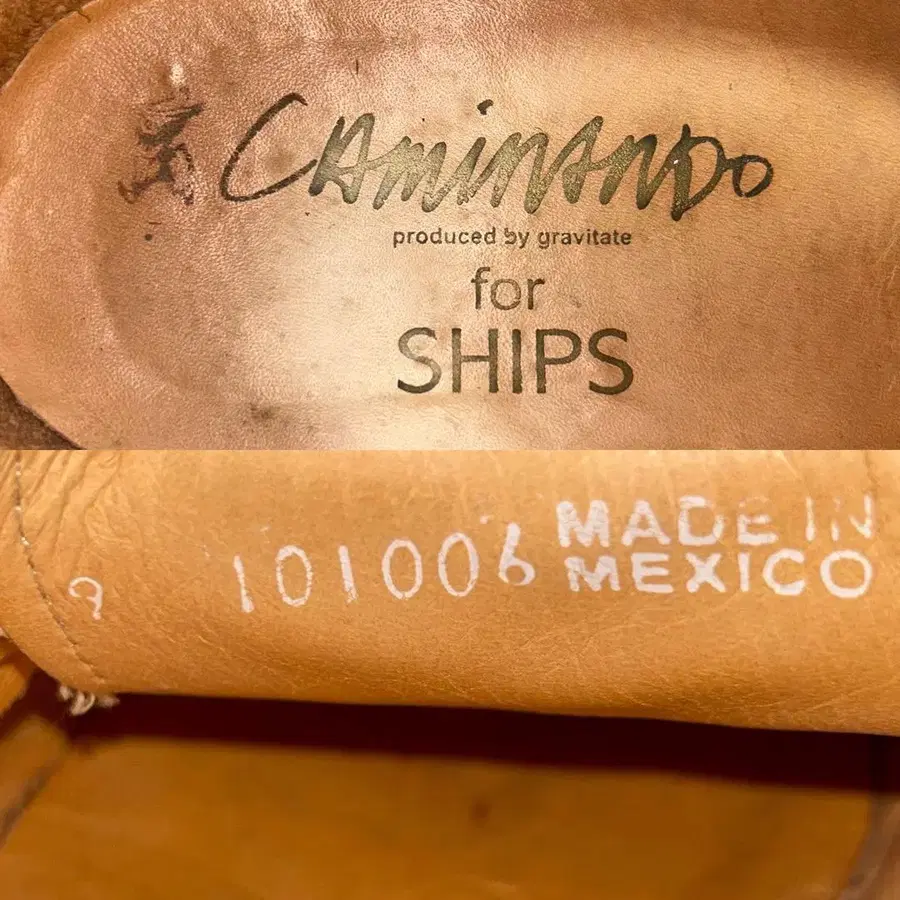 CAMINANDO
produced by gravitate
for
SHIPS
9 101006 MADE IN
MEXICO